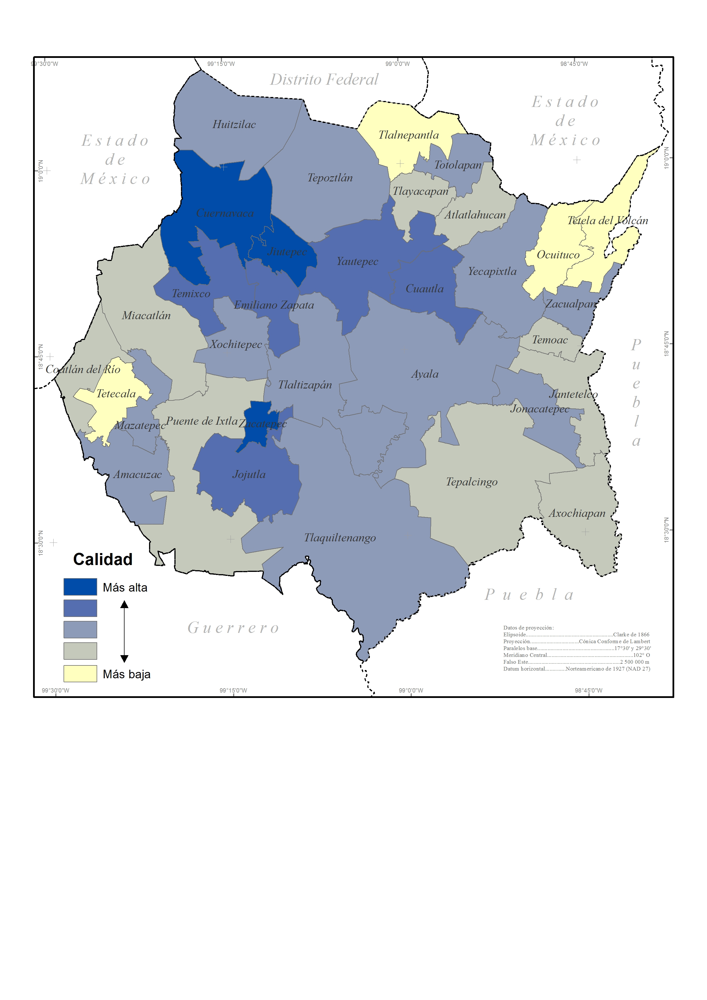 99°30'0"W
99°15'0"W
99°0'0"W
98°45'0"W
Distrito Federal
Estado
de
México
Estado
de
México
Huitzilac
Tlalnepantla
19°0'0"N
19°0'0"N
Totolapan
Tepoztlán
Tlayacapan
Cuernavaca
Atlatlahucan
Tetela del Volcán
Jiutepec
Ocuituco
Yautepec
Yecapixtla
Cuautla
Temixco
Emiliano Zapata
Zacualpan
Miacatlán
Temoac
Xochitepec
18°45'0"N
18°45'0"N
Puebla
Coatlán del Río
Ayala
Tlaltizapán
Tetecala
Jantetelco
Jonacatepec
Puente de Ixtla
Zacatepec
Mazatepec
Amacuzac
Jojutla
Tepalcingo
Axochiapan
Tlaquiltenango
18°30'0"N
18°30'0"N
Calidad
Más alta
Más baja
Puebla
Guerrero
Datos de proyección:
Elipsoide..........................................................Clarke de 1866
Proyección................................Cónica Conforme de Lambert
Paralelos base...................................................17°30' y 29°30'
Meridiano Central.........................................................102° O
Falso Este.............................................................2 500 000 m
Datum horizontal.............Norteamericano de 1927 (NAD 27)
99°30'0"W
99°15'0"W
99°0'0"W
98°45'0"W